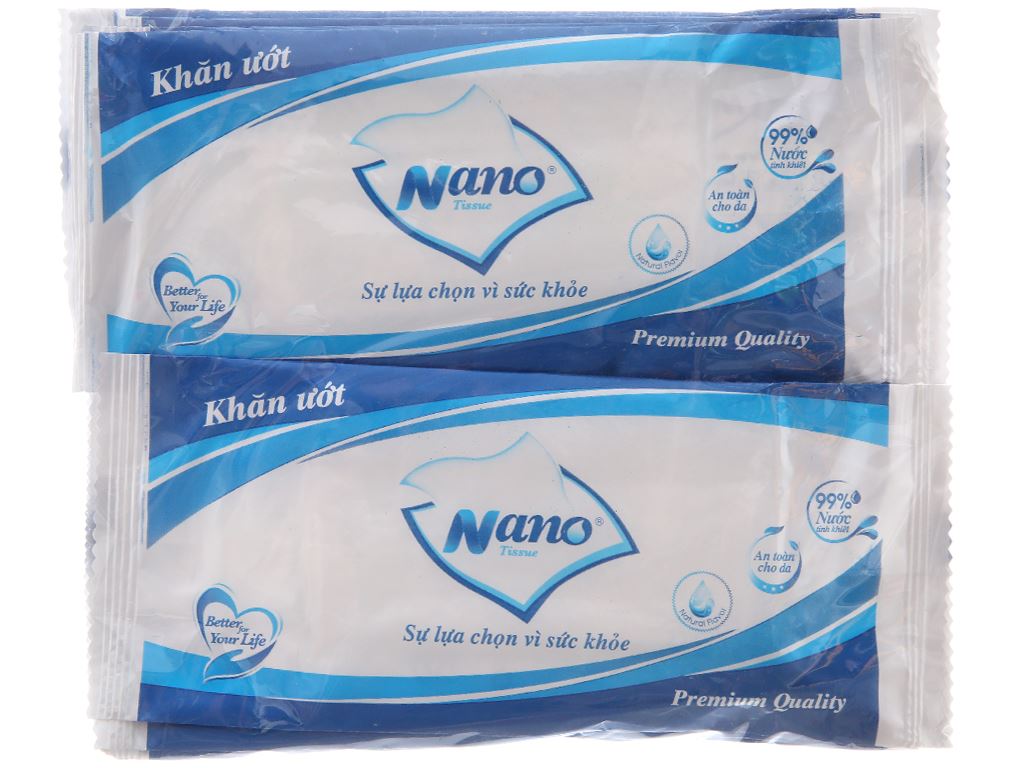 Khăn ướt
Nano®
Tissue
99%
Nước
tinh khiết
An toàn
cho da
Natural Flavor
Better
for
Your Life
Sự lựa chọn vì sức khỏe
Premium Quality
Khăn ướt
Nano®
Tissue
99%
Nước
tinh khiết
An toàn
cho da
Natural Flavor
Better
for
Your Life
Sự lựa chọn vì sức khỏe
Premium Quality